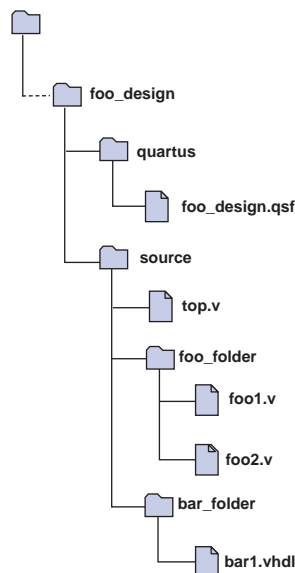 foo_design
quartus
foo_design.qsf
source
top.v
foo_folder
foo1.v
foo2.v
bar_folder
bar1.vhdl